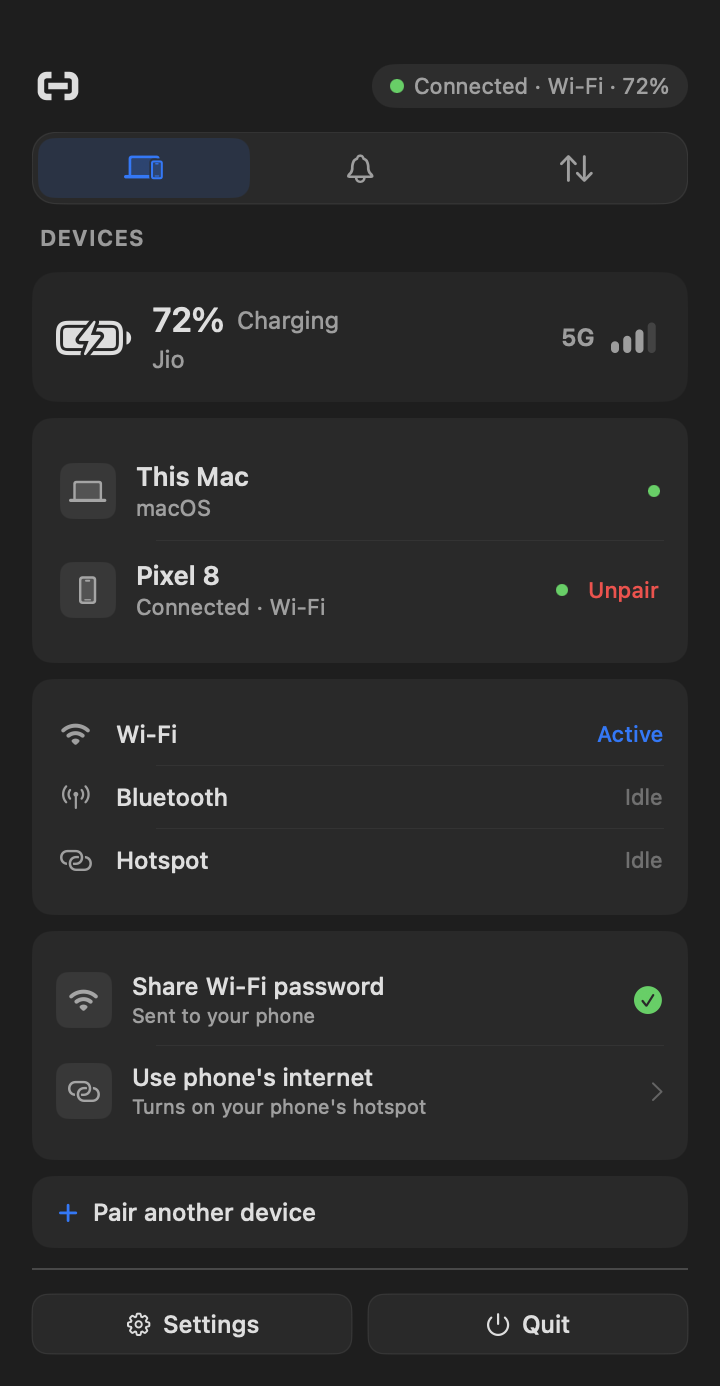 Connected · Wi-Fi · 72%
DEVICES
72% Charging
Jio
5G
This Mac
macOS
Pixel 8
Connected · Wi-Fi
Unpair
Wi-Fi
Active
Bluetooth
Idle
Hotspot
Idle
Share Wi-Fi password
Sent to your phone
Use phone's internet
Turns on your phone's hotspot
+ Pair another device
Settings
Quit